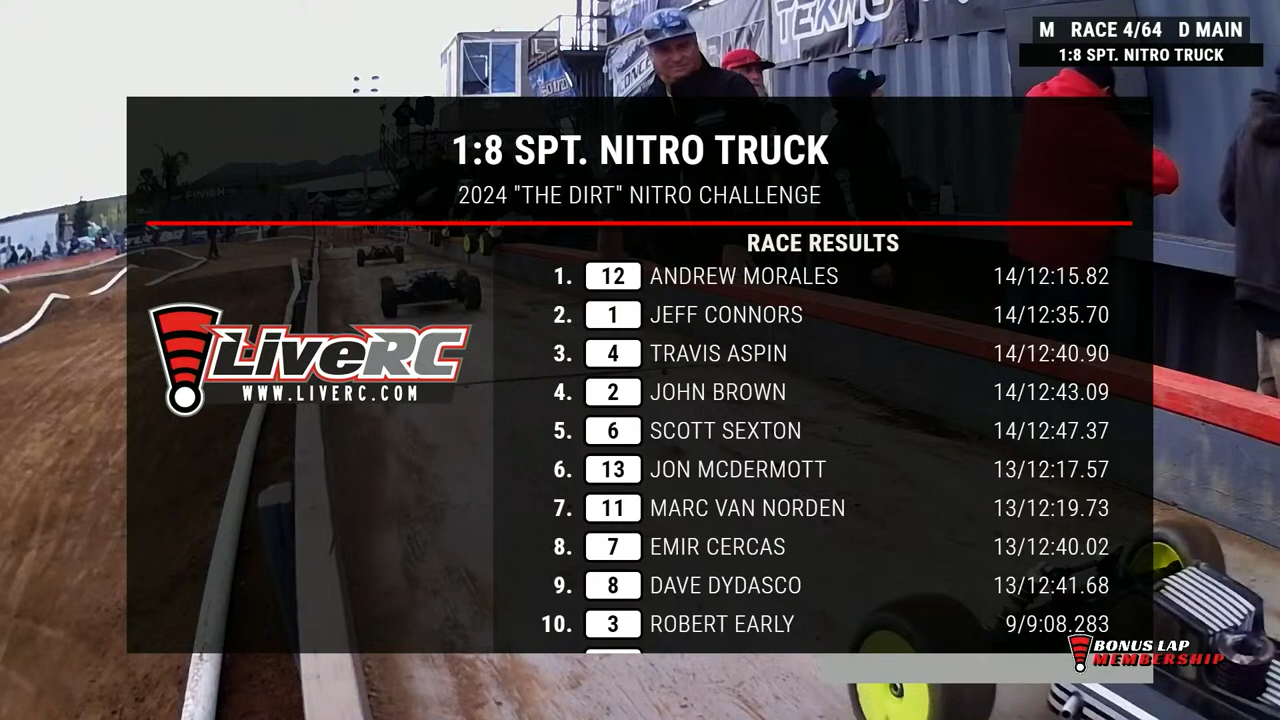 TEKNO
M RACE 4/64 D MAIN
1:8 SPT. NITRO TRUCK
1:8 SPT. NITRO TRUCK
2024 "THE DIRT" NITRO CHALLENGE
RACE RESULTS
1. 12 ANDREW MORALES 14/12:15.82
2. 1 JEFF CONNORS 14/12:35.70
3. 4 TRAVIS ASPIN 14/12:40.90
4. 2 JOHN BROWN 14/12:43.09
5. 6 SCOTT SEXTON 14/12:47.37
6. 13 JON MCDERMOTT 13/12:17.57
7. 11 MARC VAN NORDEN 13/12:19.73
8. 7 EMIR CERCAS 13/12:40.02
9. 8 DAVE DYDASCO 13/12:41.68
10. 3 ROBERT EARLY 9/9:08.283
LiveRC
WWW.LIVERC.COM
BONUS LAP
MEMBERSHIP